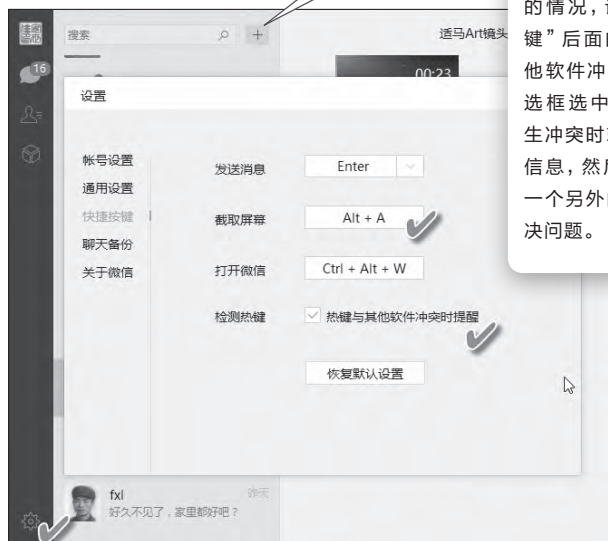 搜索
+
适马Art镜头
16
00:23
设置
帐号设置
通用设置
快捷按键
聊天备份
关于微信
发送消息
Enter
截取屏幕
Alt + A
打开微信
Ctrl + Alt + W
检测热键
热键与其他软件冲突时提醒
恢复默认设置
fxl
昨天
好久不见了，家里都好吧？
的情况，
键”后面
他软件冲
选框选中
生冲突时
信息，然
一个另外
决问题。